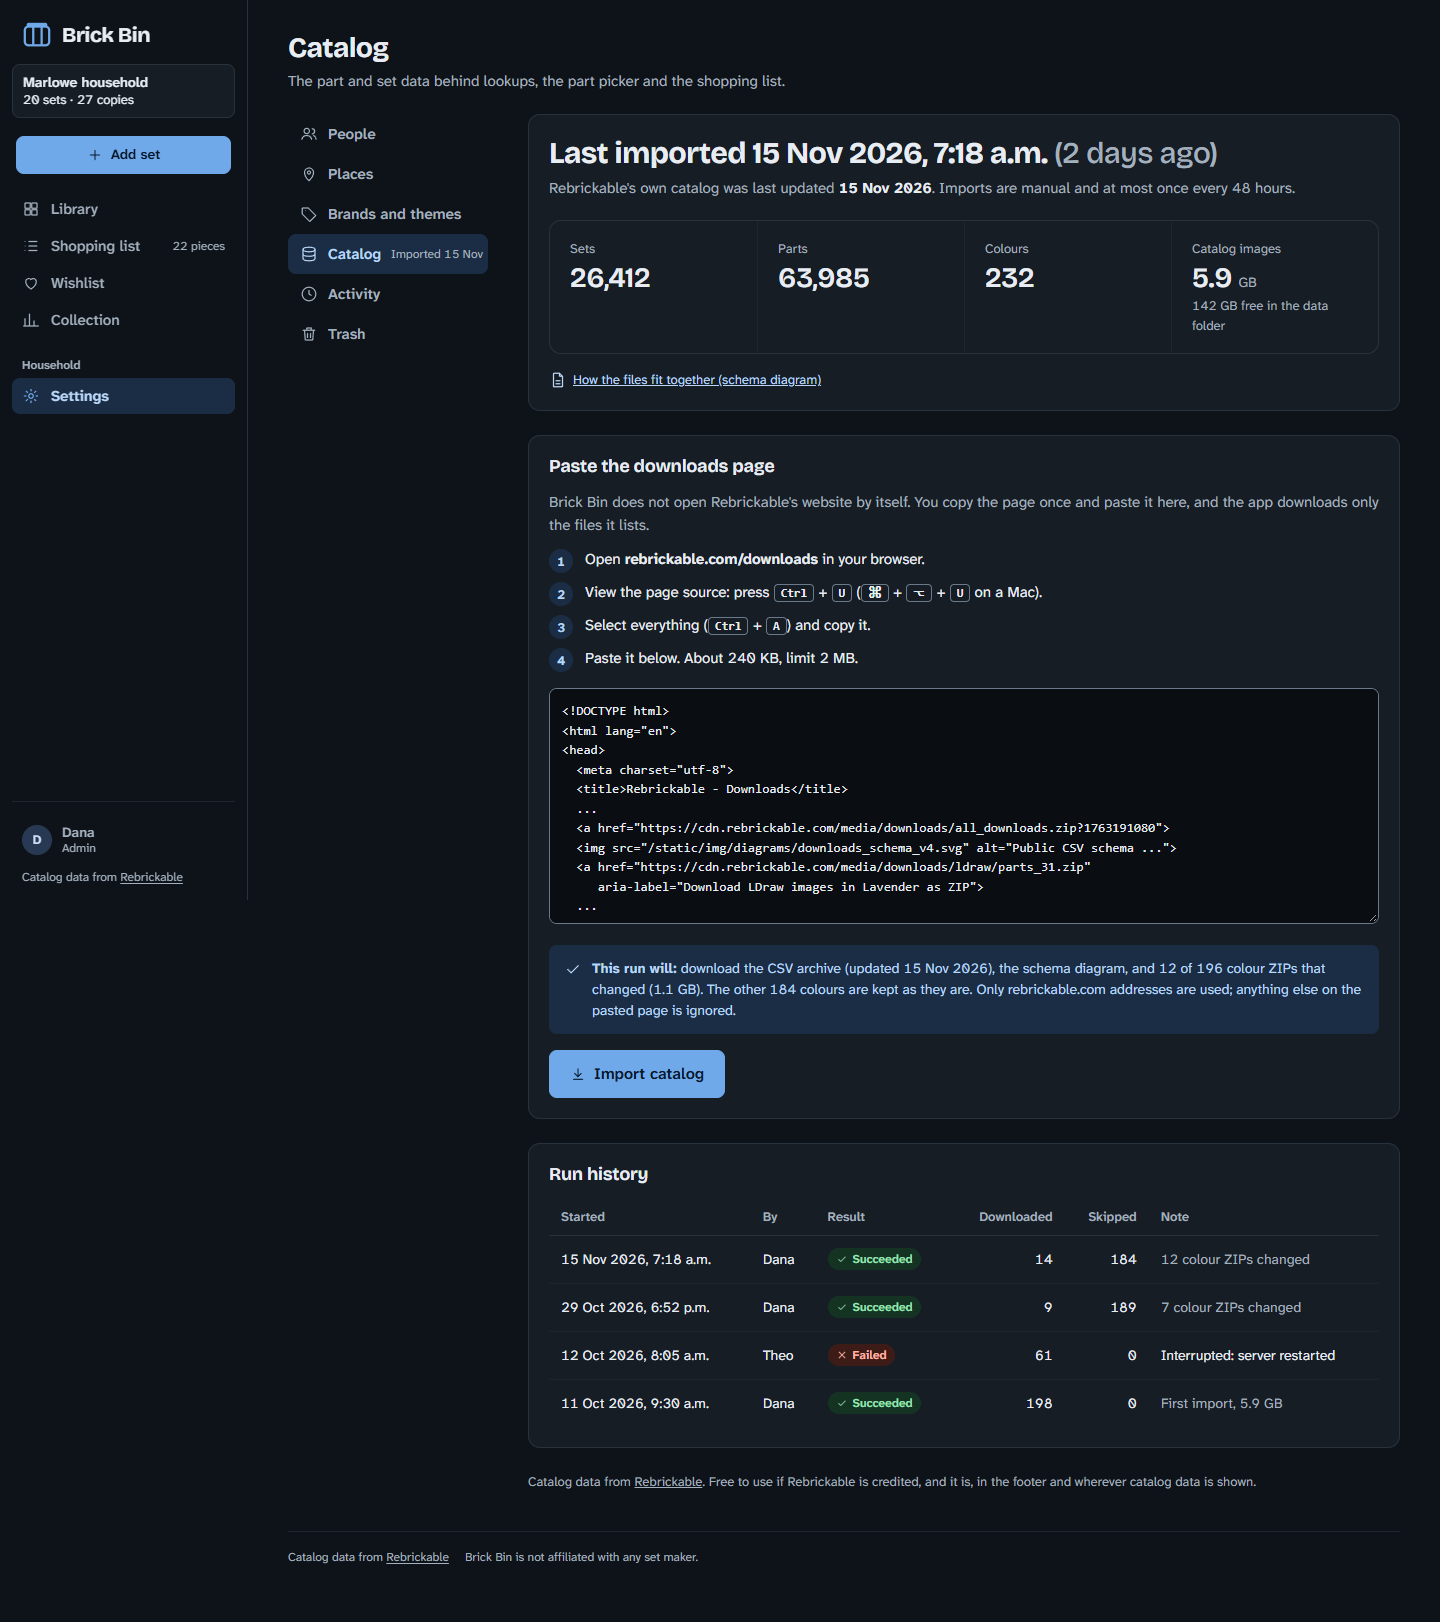 Brick Bin
Marlowe household
20 sets · 27 copies
+ Add set
Library
Shopping list 22 pieces
Wishlist
Collection
Household
Settings
D
Dana
Admin
Catalog data from Rebrickable
Catalog
The part and set data behind lookups, the part picker and the shopping list.
People
Places
Brands and themes
Catalog Imported 15 Nov
Activity
Trash
Last imported 15 Nov 2026, 7:18 a.m. (2 days ago)
Rebrickable's own catalog was last updated 15 Nov 2026. Imports are manual and at most once every 48 hours.
Sets
26,412
Parts
63,985
Colours
232
Catalog images
5.9 GB
142 GB free in the data
folder
How the files fit together (schema diagram)
Paste the downloads page
Brick Bin does not open Rebrickable's website by itself. You copy the page once and paste it here, and the app downloads only
the files it lists.
1 Open rebrickable.com/downloads in your browser.
2 View the page source: press Ctrl + U (⌘ + ⌥ + U on a Mac).
3 Select everything (Ctrl + A) and copy it.
4 Paste it below. About 240 KB, limit 2 MB.
<!DOCTYPE html>
<html lang="en">
<head>
<meta charset="utf-8">
<title>Rebrickable - Downloads</title>
...
<a href="https://cdn.rebrickable.com/media/downloads/all_downloads.zip?1763191080">
<img src="/static/img/diagrams/downloads_schema_v4.svg" alt="Public CSV schema ...">
<a href="https://cdn.rebrickable.com/media/downloads/ldraw/parts_31.zip"
aria-label="Download LDraw images in Lavender as ZIP">
...
This run will: download the CSV archive (updated 15 Nov 2026), the schema diagram, and 12 of 196 colour ZIPs that
changed (1.1 GB). The other 184 colours are kept as they are. Only rebrickable.com addresses are used; anything else on the
pasted page is ignored.
Import catalog
Run history
Started By Result Downloaded Skipped Note
15 Nov 2026, 7:18 a.m. Dana Succeeded 14 184 12 colour ZIPs changed
29 Oct 2026, 6:52 p.m. Dana Succeeded 9 189 7 colour ZIPs changed
12 Oct 2026, 8:05 a.m. Theo Failed 61 0 Interrupted: server restarted
11 Oct 2026, 9:30 a.m. Dana Succeeded 198 0 First import, 5.9 GB
Catalog data from Rebrickable. Free to use if Rebrickable is credited, and it is, in the footer and wherever catalog data is shown.
Catalog data from Rebrickable Brick Bin is not affiliated with any set maker.